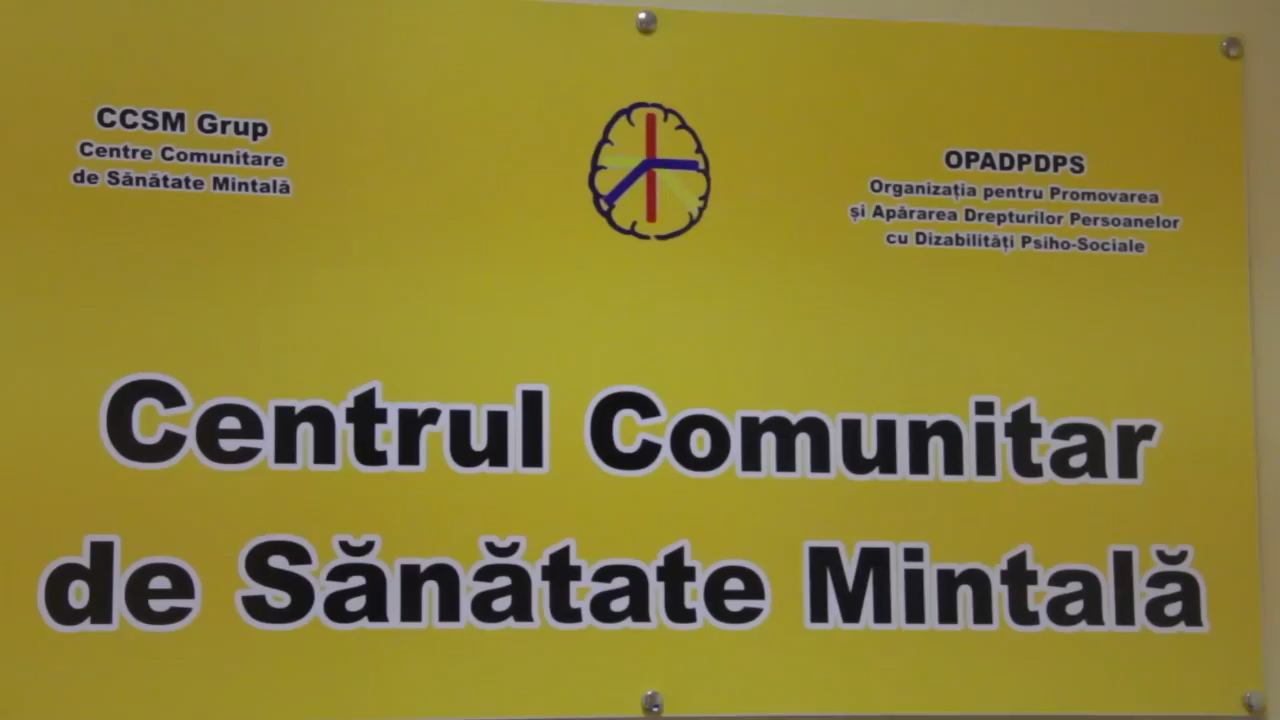 CCSM Grup
Centre Comunitare
de Sănătate Mintală
OPADPDPS
Organizația pentru Promovarea
și Apărarea Drepturilor Persoanelor
cu Dizabilități Psiho-Sociale
Centrul Comunitar
de Sănătate Mintală